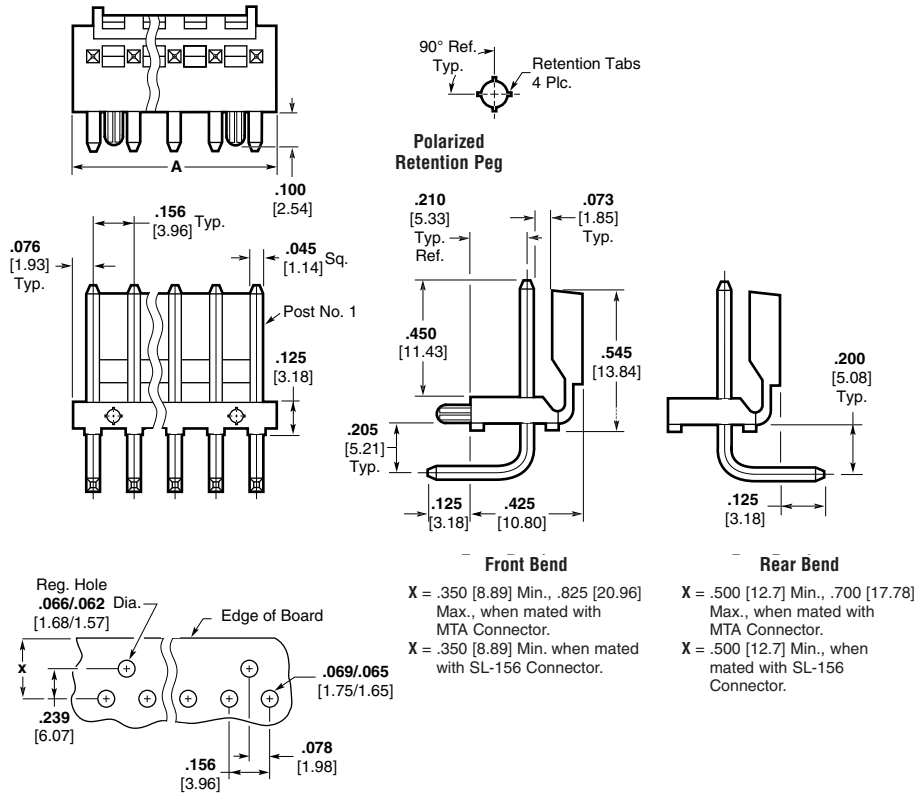 90° Ref.
Typ.
Retention Tabs
4 Plc.
Polarized
Retention Peg
A
.100
[2.54]
.156
[3.96]
Typ.
.076
[1.93]
Typ.
.045
[1.14]
Sq.
Post No. 1
.125
[3.18]
.210
[5.33]
Typ.
Ref.
.073
[1.85]
Typ.
.450
[11.43]
.545
[13.84]
.205
[5.21]
Typ.
.125
[3.18]
.425
[10.80]
.200
[5.08]
Typ.
.125
[3.18]
Front Bend
X = .350 [8.89] Min., .825 [20.96]
Max., when mated with
MTA Connector.
X = .350 [8.89] Min. when mated
with SL-156 Connector.
Rear Bend
X = .500 [12.7] Min., .700 [17.78]
Max., when mated with
MTA Connector.
X = .500 [12.7] Min., when
mated with SL-156
Connector.
Reg. Hole
.066/.062 Dia.
[1.68/1.57]
Edge of Board
x
.069/.065
[1.75/1.65]
.239
[6.07]
.078
[1.98]
.156
[3.96]